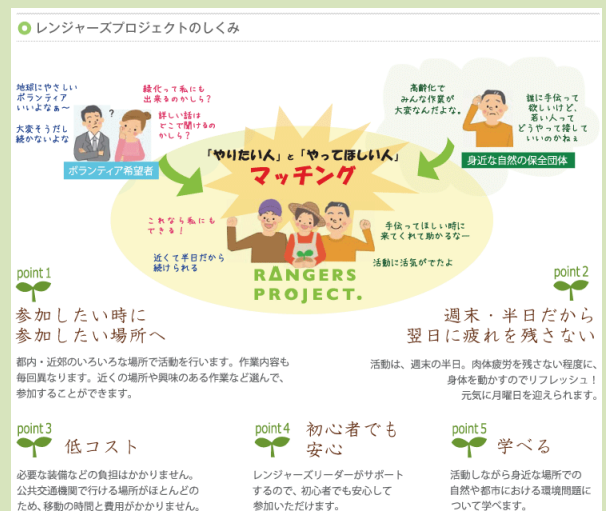 レンジャーズプロジェクトのしくみ
地球にやさしい
ボランティア
いいよなぁ〜
大変そうだし
続かないよな
?
緑化って私にも
出来るのかしら?
詳しい話は
どこで聞けるの
かしら?
ボランティア希望者
高齢化で
みんな作業が
大変なんだよな。
誰に手伝って
欲しいけど、
若い人って
どうやって接して
いいのかねぇ
身近な自然の保全団体
「やりたい人」と「やってほしい人」
マッチング
これなら私にも
できる!
近くて半日だから
続けられる
手伝ってほしい時に
来てくれて助かるなー
活動に活気がでたよ
RANGERS
PROJECT.
point 1
参加したい時に
参加したい場所へ
都内・近郊のいろいろな場所で活動を行います。作業内容も
毎回異なります。近くの場所や興味のある作業など選んで、
参加することができます。
point 2
週末・半日だから
翌日に疲れを残さない
活動は、週末の半日。肉体疲労を残さない程度に、
身体を動かすのでリフレッシュ!
元気に月曜日を迎えられます。
point 3
低コスト
必要な装備などの負担はかかりません。
公共交通機関で行ける場所がほとんどの
ため、移動の時間と費用がかかりません。
point 4
初心者でも
安心
レンジャーズリーダーがサポート
するので、初心者でも安心して
参加いただけます。
point 5
学べる
活動しながら身近な場所での
自然や都市における環境問題に
ついて学べます。